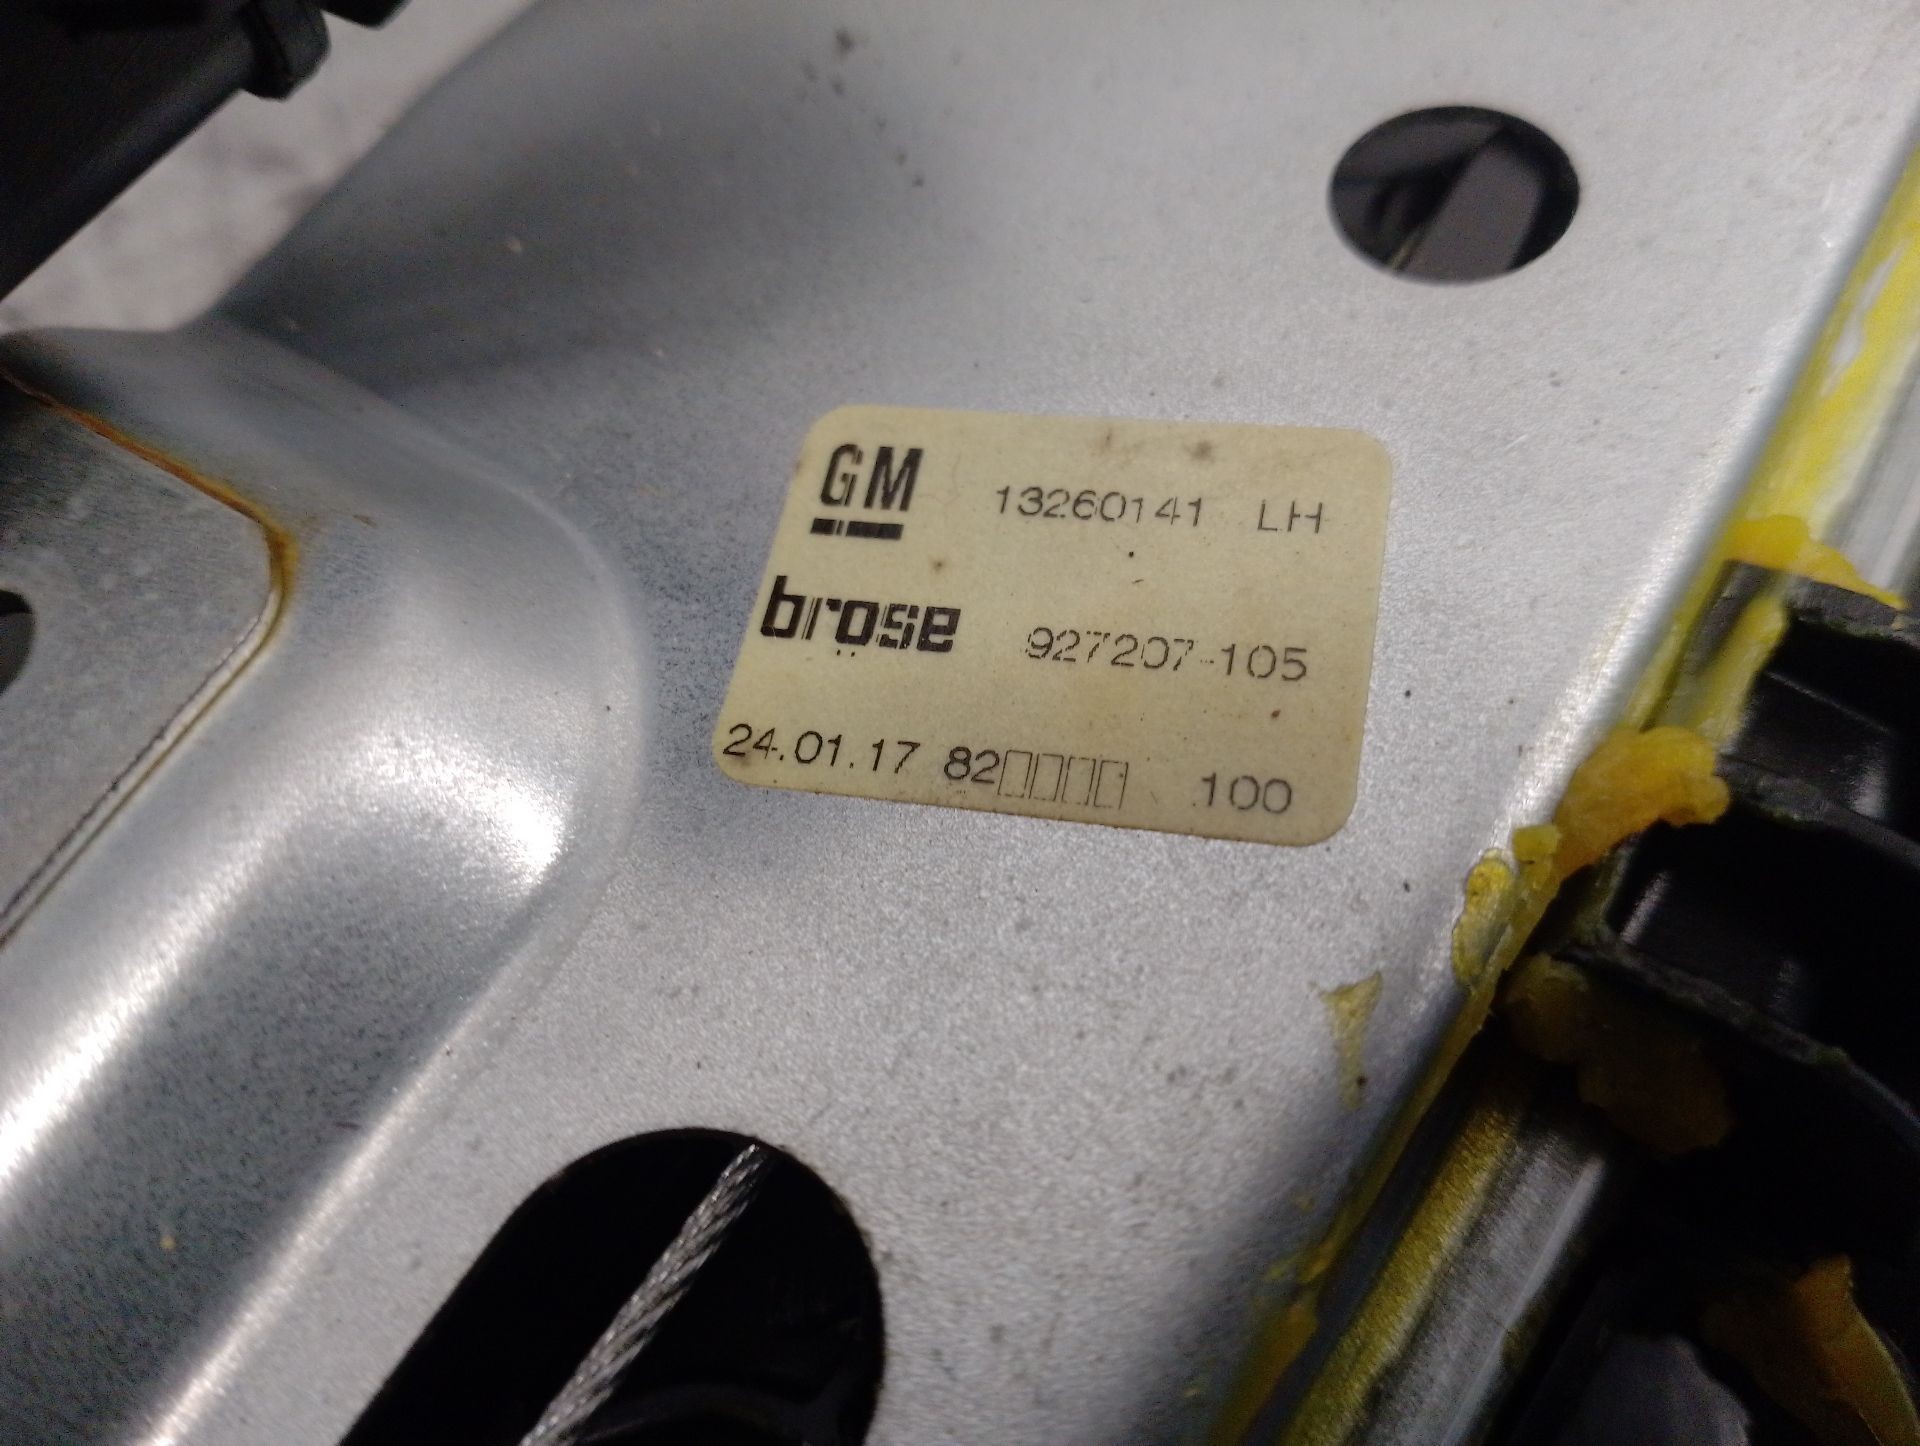 GM 13260141 LH
brose 927207-105
24.01.17 82□□□□ 100